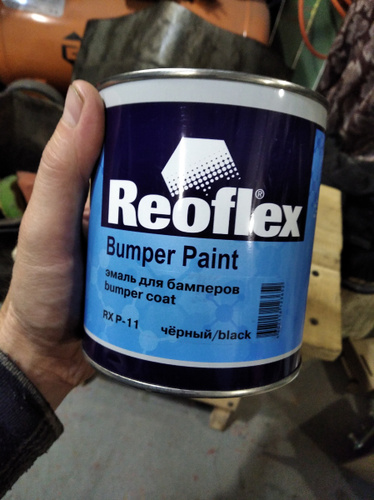 Reoflex®
Bumper Paint
эмаль для бамперов
bumper coat
RX P-11
чёрный/black